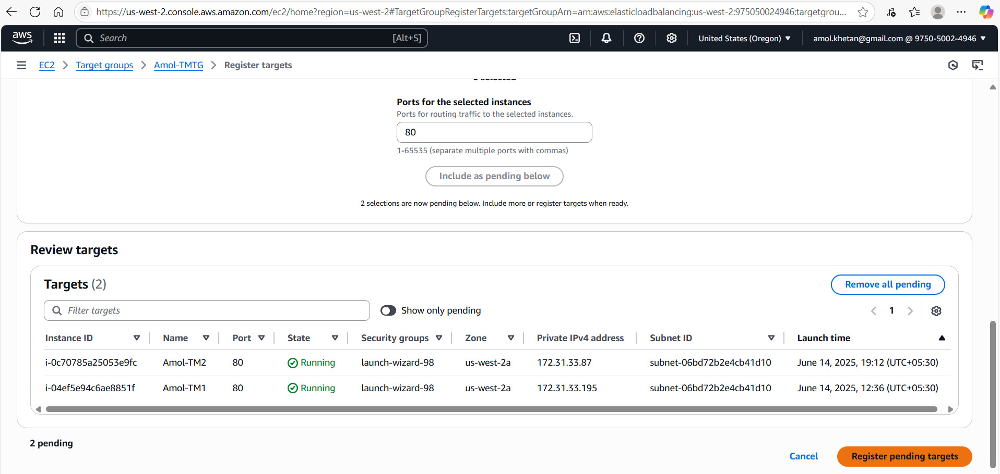 https://us-west-2.console.aws.amazon.com/ec2/home?region=us-west-2#TargetGroupRegisterTargets:targetGroupArn=arn:aws:elasticloadbalancing:us-west-2:975050024946:targetgrou...
aws Search [Alt+S] United States (Oregon) amol.khetan@gmail.com @ 9750-5002-4946
EC2 > Target groups > Amol-TMTG > Register targets
selected
Ports for the selected instances
Ports for routing traffic to the selected instances.
80
1-65535 (separate multiple ports with commas)
Include as pending below
2 selections are now pending below. Include more or register targets when ready.
Review targets
Targets (2) Remove all pending
Filter targets Show only pending 1
Instance ID Name Port State Security groups Zone Private IPv4 address Subnet ID Launch time
i-0c70785a25053e9fc Amol-TM2 80 Running launch-wizard-98 us-west-2a 172.31.33.87 subnet-06bd72b2e4cb41d10 June 14, 2025, 19:12 (UTC+05:30)
i-04ef5e94c6ae8851f Amol-TM1 80 Running launch-wizard-98 us-west-2a 172.31.33.195 subnet-06bd72b2e4cb41d10 June 14, 2025, 12:36 (UTC+05:30)
2 pending
Cancel Register pending targets